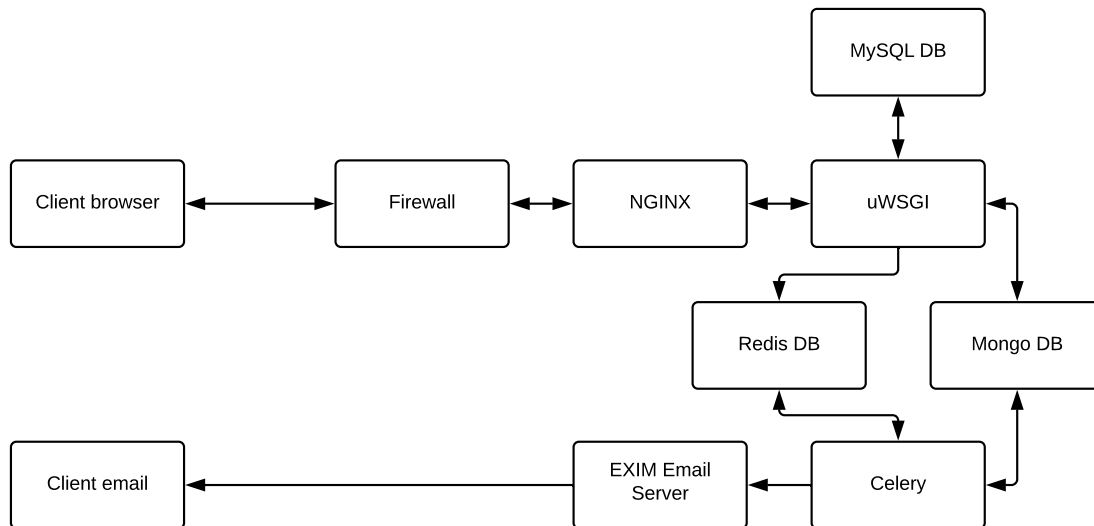 MySQL DB
Client browser
Firewall
NGINX
uWSGI
Redis DB
Mongo DB
Client email
EXIM Email
Server
Celery